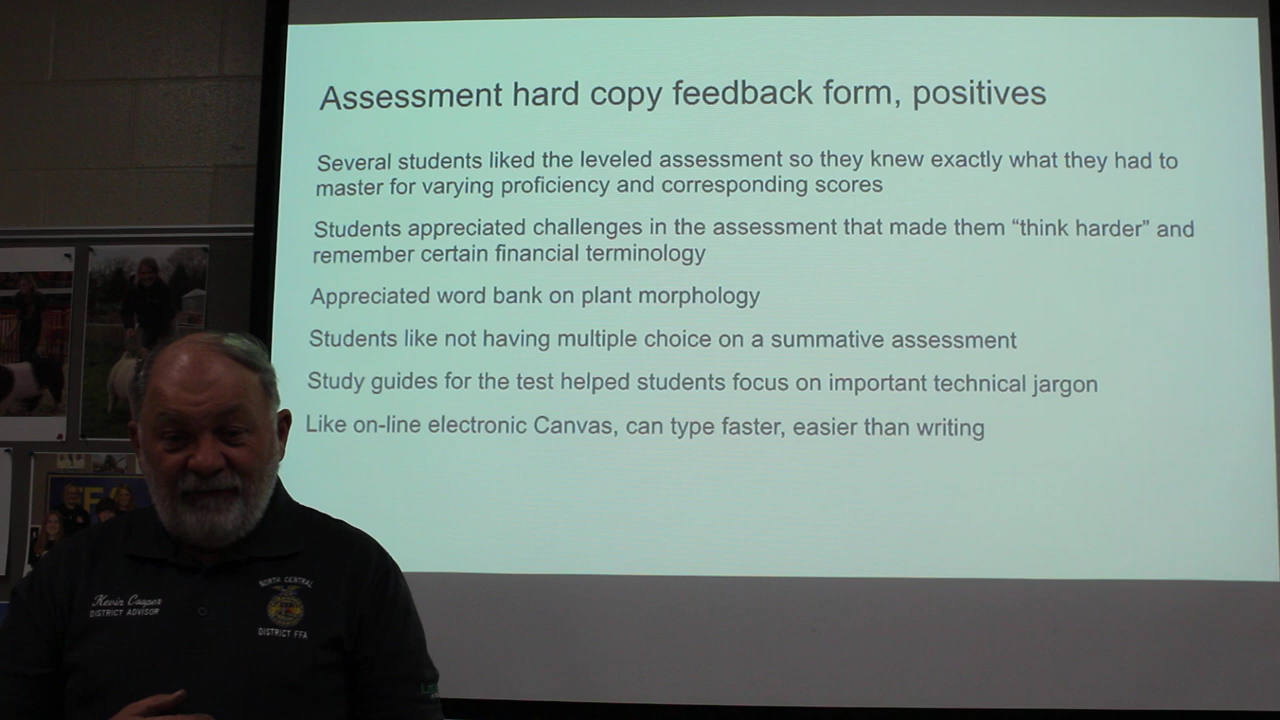 Assessment hard copy feedback form, positives
Several students liked the leveled assessment so they knew exactly what they had to
master for varying proficiency and corresponding scores
Students appreciated challenges in the assessment that made them “think harder” and
remember certain financial terminology
Appreciated word bank on plant morphology
Students like not having multiple choice on a summative assessment
Study guides for the test helped students focus on important technical jargon
Like on-line electronic Canvas, can type faster, easier than writing
Kevin Cooper
DISTRICT ADVISOR
NORTH CENTRAL
DISTRICT FFA